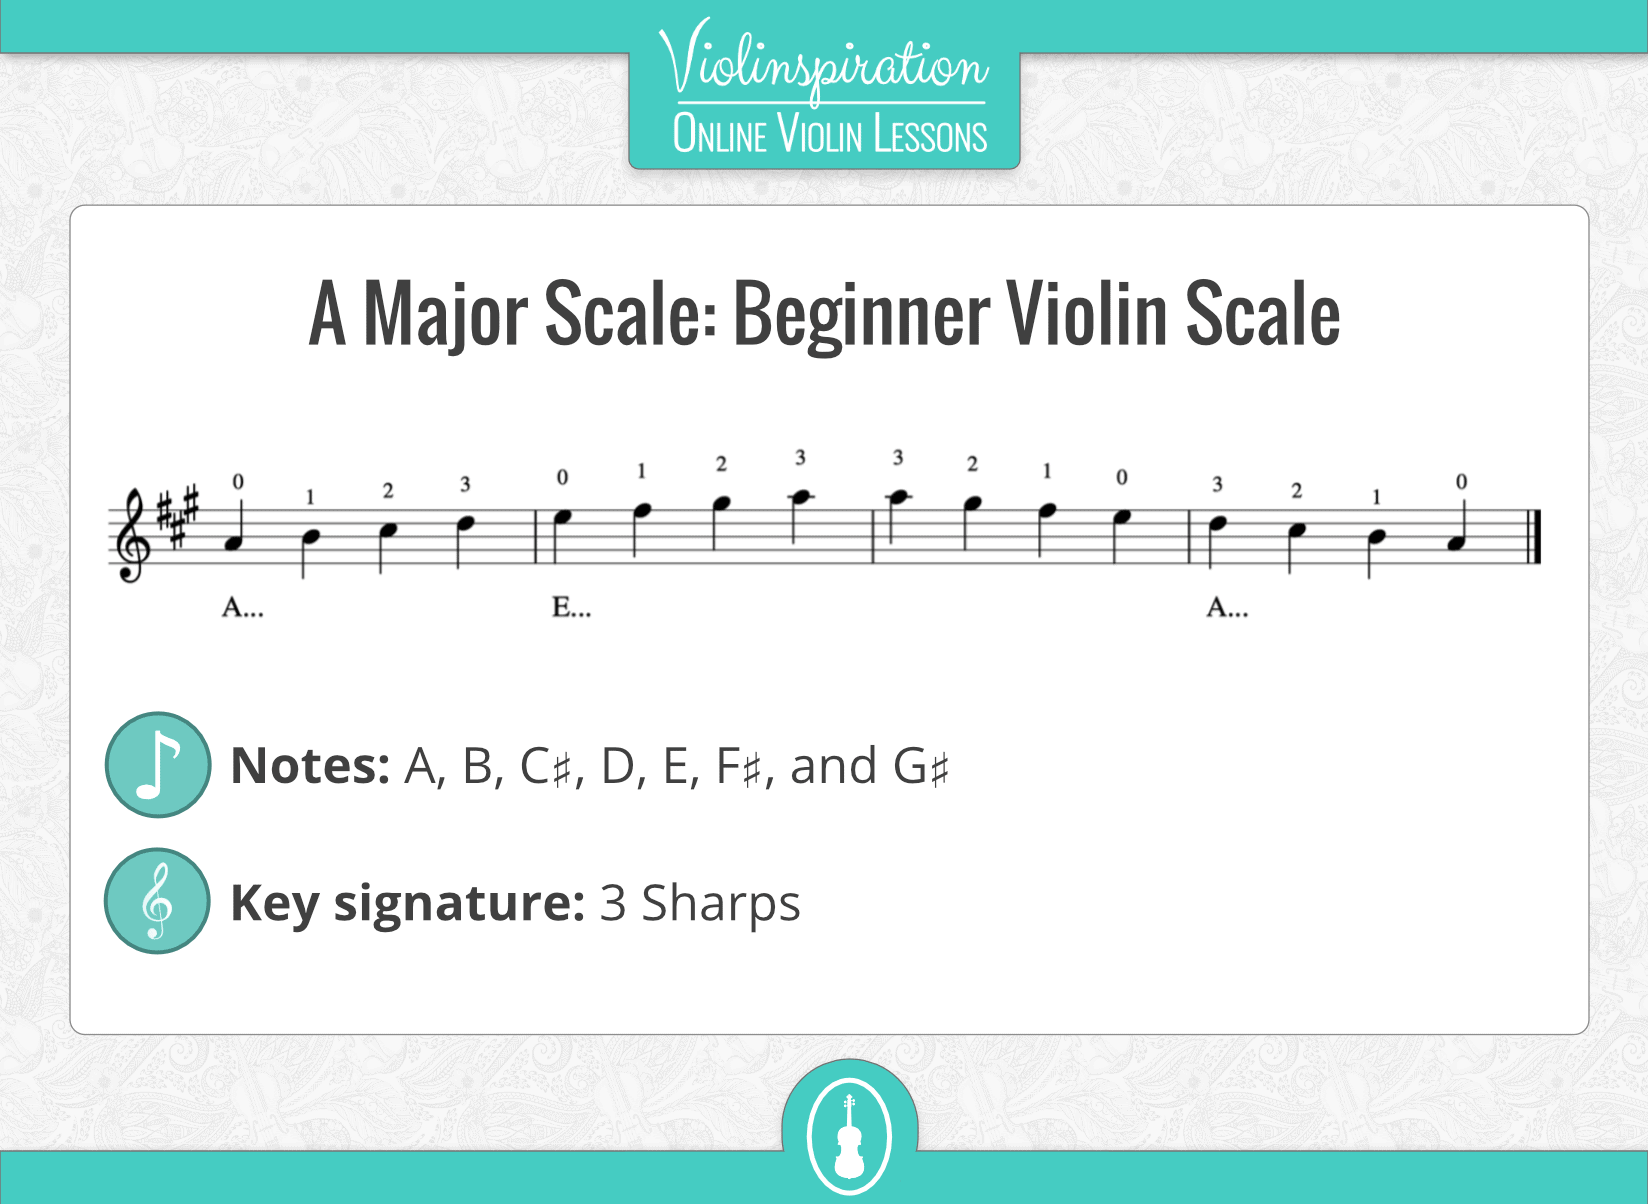 Violinspiration
ONLINE VIOLIN LESSONS
A Major Scale: Beginner Violin Scale
0 1 2 3 0 1 2 3 3 2 1 0 3 2 1 0
A... E... A...
Notes: A, B, C♯, D, E, F♯, and G♯
Key signature: 3 Sharps